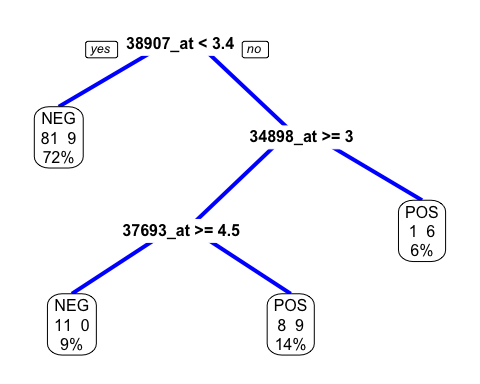 yes 38907_at < 3.4 no
NEG
81 9
72%
34898_at >= 3
POS
1 6
6%
37693_at >= 4.5
NEG
11 0
9%
POS
8 9
14%